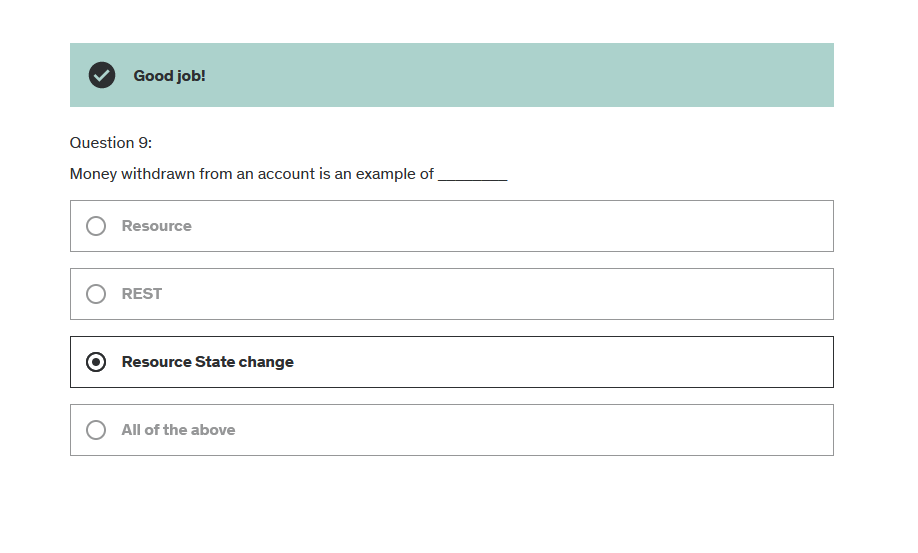 Good job!
Question 9:
Money withdrawn from an account is an example of ________
Resource
REST
Resource State change
All of the above